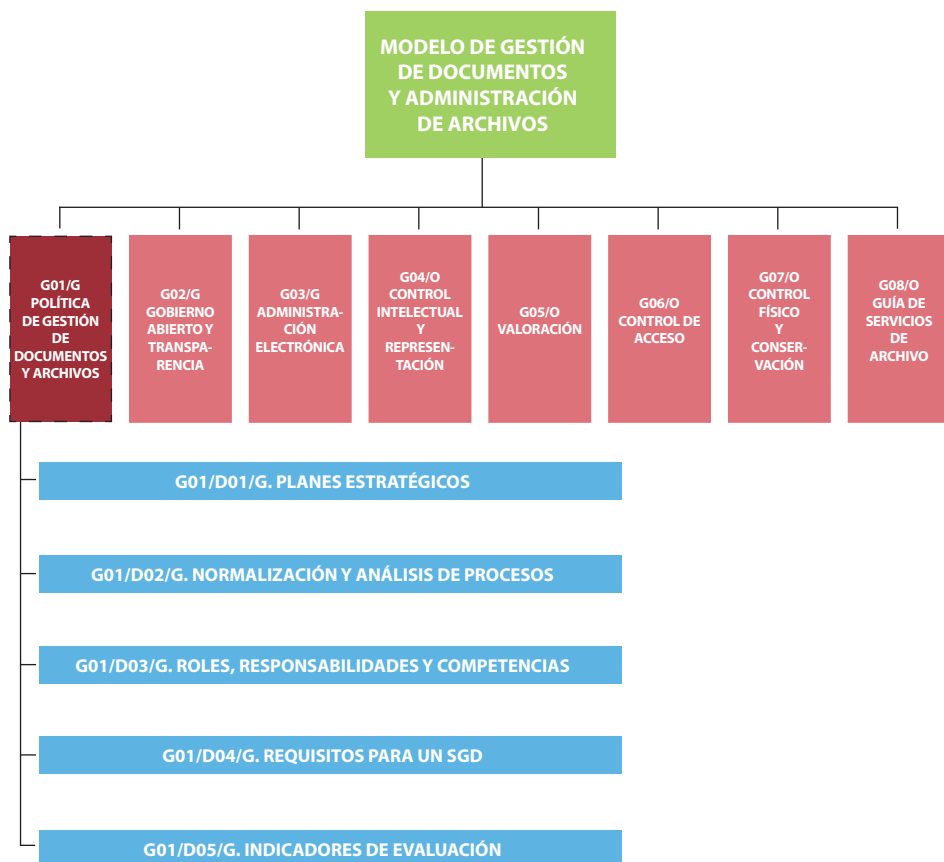 MODELO DE GESTIÓN
DE DOCUMENTOS
Y ADMINISTRACIÓN
DE ARCHIVOS
G01/G
POLÍTICA
DE GESTIÓN
DE
DOCUMENTOS
Y ARCHIVOS
G02/G
GOBIERNO
ABIERTO Y
TRANSPA-
RENCIA
G03/G
ADMINISTRA-
CIÓN
ELECTRÓNICA
G04/O
CONTROL
INTELECTUAL
Y
REPRESEN-
TACIÓN
G05/O
VALORACIÓN
G06/O
CONTROL DE
ACCESO
G07/O
CONTROL
FÍSICO
Y
CONSER-
VACIÓN
G08/O
GUÍA DE
SERVICIOS
DE
ARCHIVO
G01/D01/G. PLANES ESTRATÉGICOS
G01/D02/G. NORMALIZACIÓN Y ANÁLISIS DE PROCESOS
G01/D03/G. ROLES, RESPONSABILIDADES Y COMPETENCIAS
G01/D04/G. REQUISITOS PARA UN SGD
G01/D05/G. INDICADORES DE EVALUACIÓN